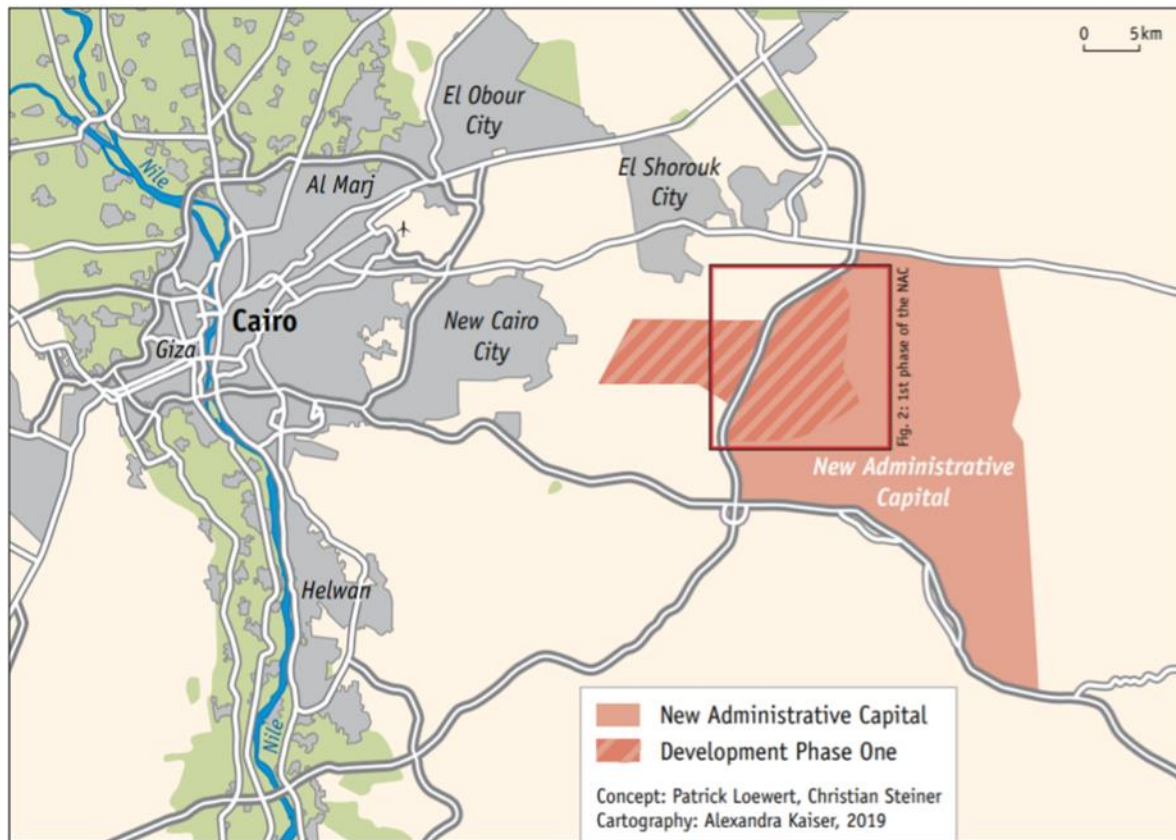 0 5 km
El Obour
City
Nile
Al Marj
El Shorouk
City
Cairo
Giza
New Cairo
City
Fig. 2: 1st phase of the NAC
New Administrative
Capital
Helwan
Nile
New Administrative Capital
Development Phase One
Concept: Patrick Loewert, Christian Steiner
Cartography: Alexandra Kaiser, 2019